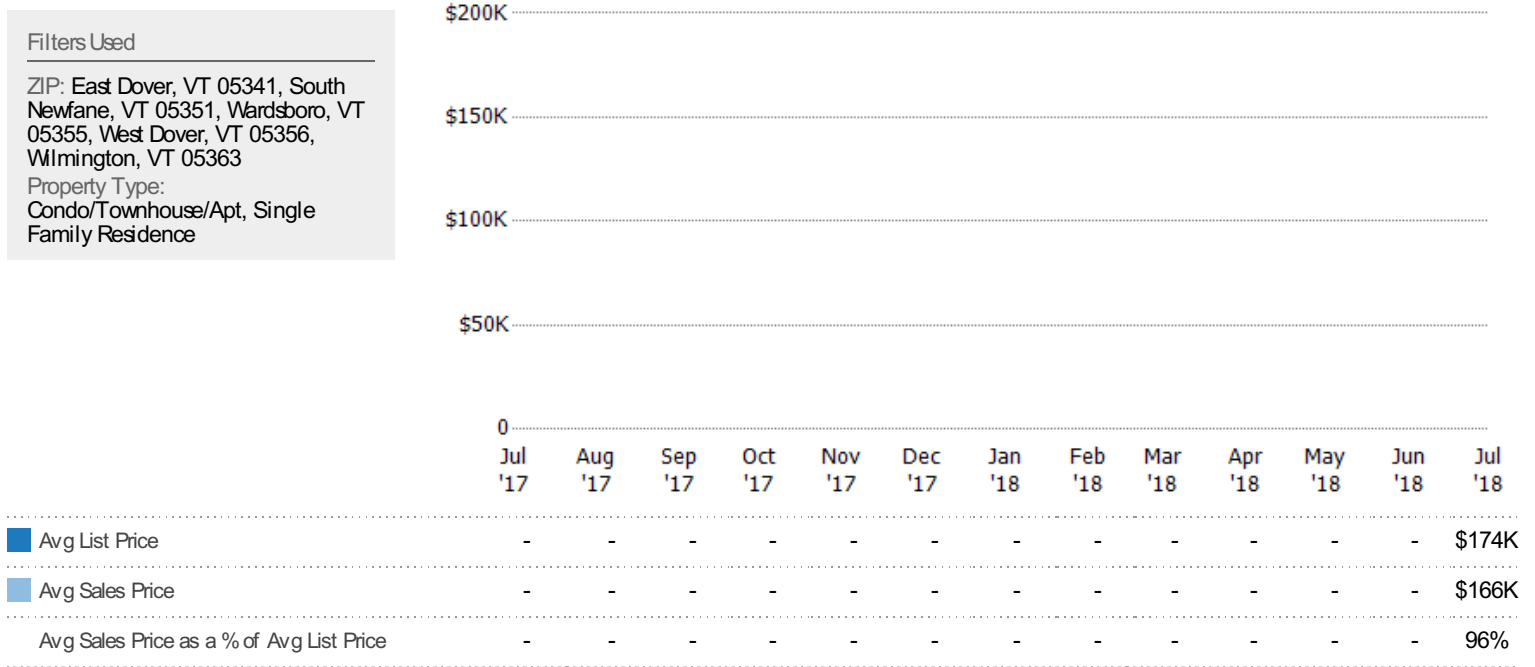 Filters Used
ZIP: East Dover, VT 05341, South
Newfane, VT 05351, Wardsboro, VT
05355, West Dover, VT 05356,
Wilmington, VT 05363
Property Type:
Condo/Townhouse/Apt, Single
Family Residence
$200K
$150K
$100K
$50K
0
Jul Aug Sep Oct Nov Dec Jan Feb Mar Apr May Jun Jul
'17 '17 '17 '17 '17 '17 '18 '18 '18 '18 '18 '18 '18
Avg List Price - - - - - - - - - - - - $174K
Avg Sales Price - - - - - - - - - - - - $166K
Avg Sales Price as a % of Avg List Price - - - - - - - - - - - - 96%